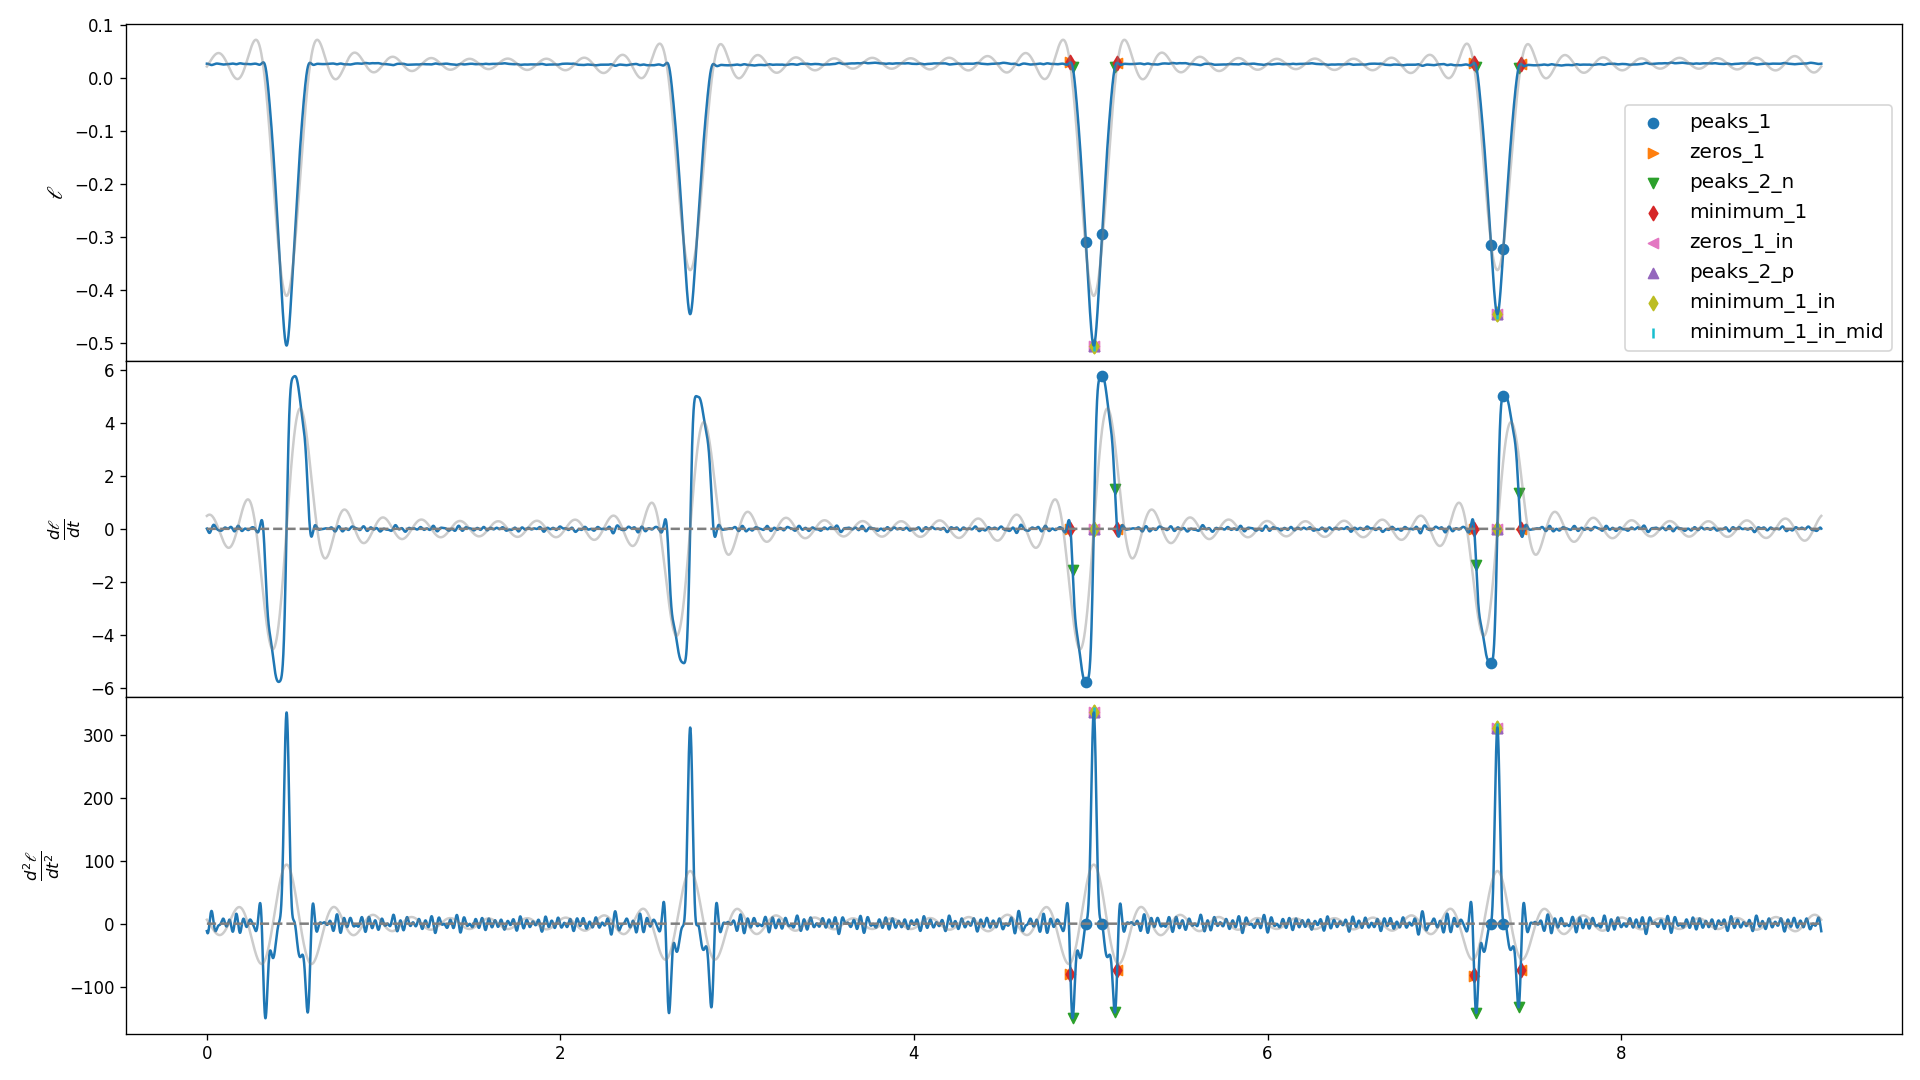 0.1
0.0
−0.1
−0.2
−0.3
−0.4
−0.5
ℓ
peaks_1
zeros_1
peaks_2_n
minimum_1
zeros_1_in
peaks_2_p
minimum_1_in
minimum_1_in_mid
6
4
2
0
−2
−4
−6
dℓ
dt
300
200
100
0
−100
d²ℓ
dt²
0 2 4 6 8